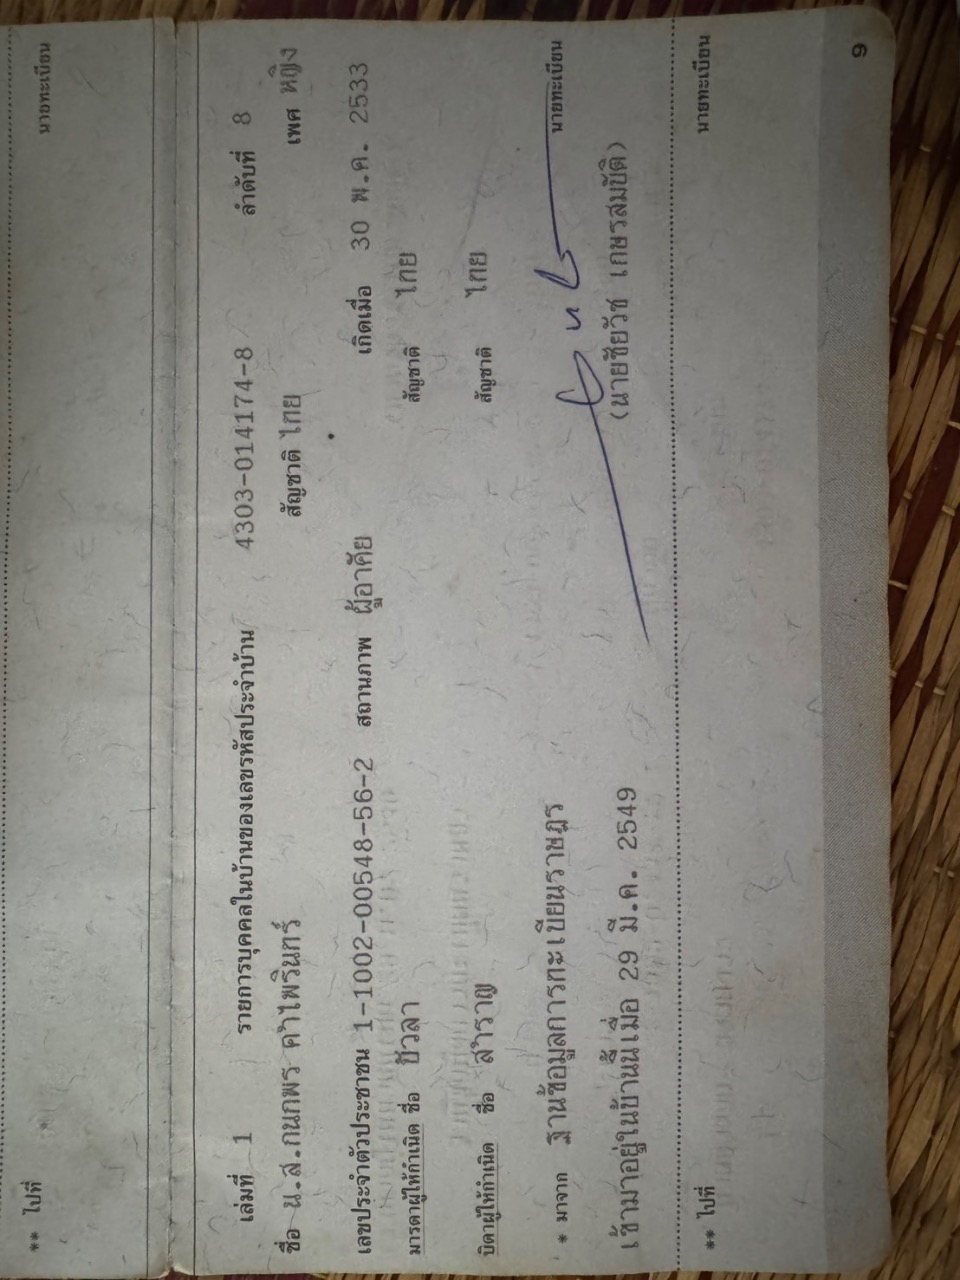 ** ไปที่ นายทะเบียน
เล่มที่ 1 รายการบุคคลในบ้านของเลขรหัสประจำบ้าน 4303-014174-8 ลำดับที่ 8
ชื่อ น.ส.กนกพร คำไพรินทร์ สัญชาติ ไทย เพศ หญิง
เลขประจำตัวประชาชน 1-1002-00548-56-2 สถานภาพ ผู้อาศัย เกิดเมื่อ 30 พ.ค. 2533
มารดาผู้ให้กำเนิด ชื่อ บัวลา สัญชาติ ไทย
บิดาผู้ให้กำเนิด ชื่อ สำราญ สัญชาติ ไทย
* มาจาก ฐานข้อมูลการทะเบียนราษฎร นายทะเบียน
เข้ามาอยู่ในบ้านนี้เมื่อ 29 มี.ค. 2549 (นายชัยวัช เกษรสมบัติ)
** ไปที่ นายทะเบียน
9